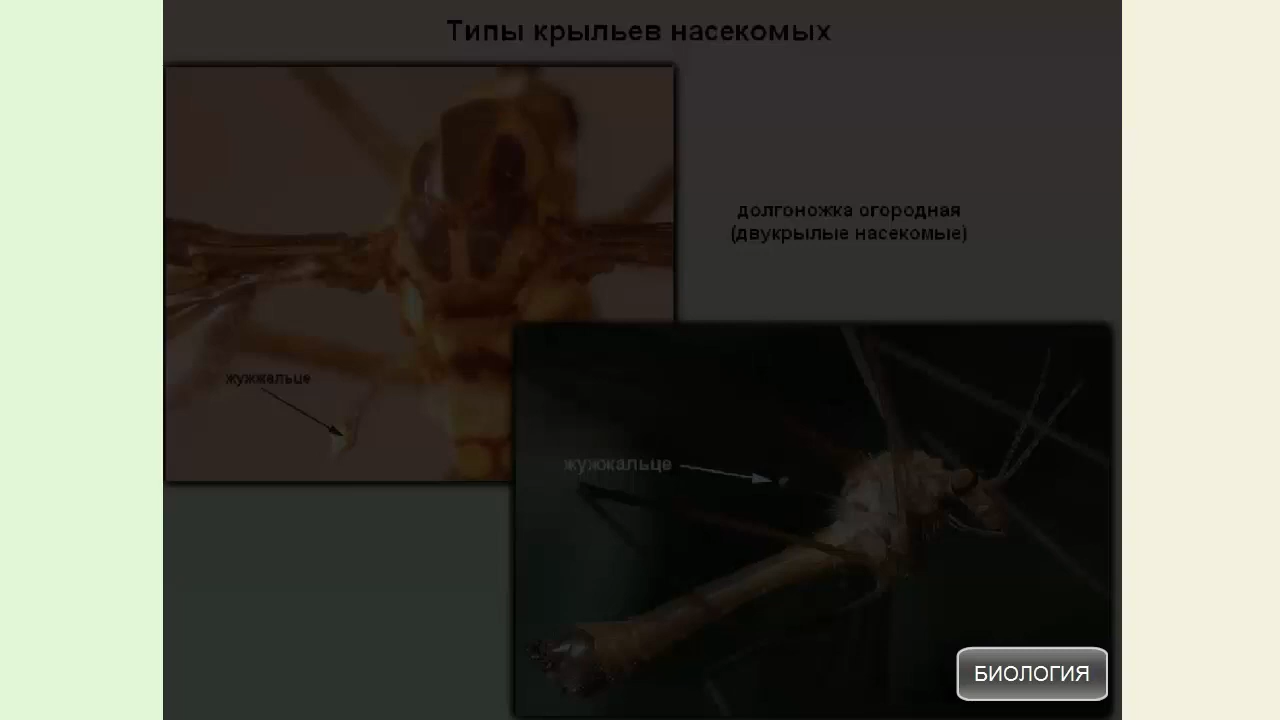 Типы крыльев насекомых
долгоножка огородная
(двукрылые насекомые)
жужжальце
жужжальце
БИОЛОГИЯ